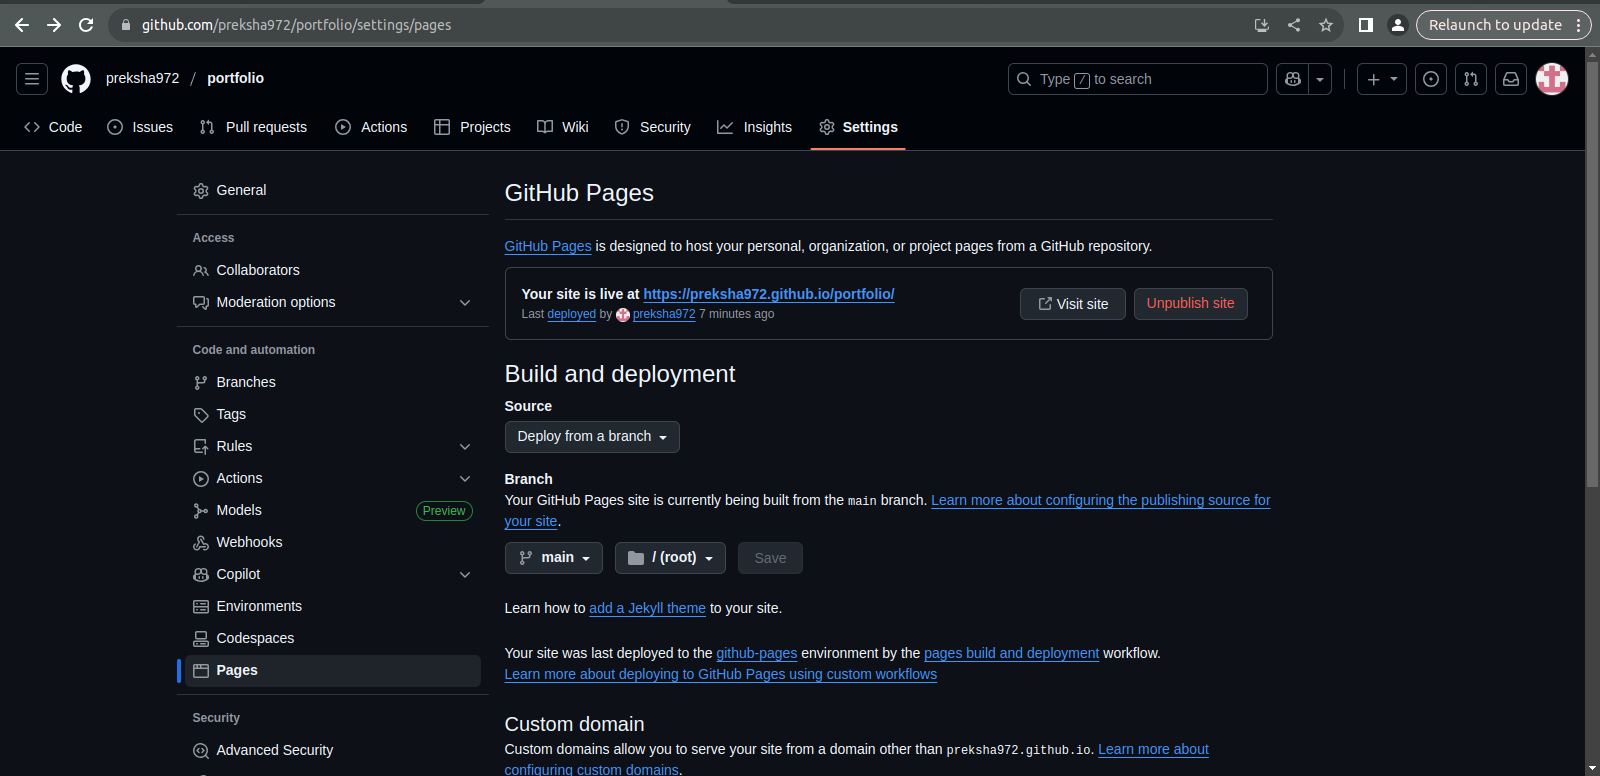 github.com/preksha972/portfolio/settings/pages
Relaunch to update
preksha972 / portfolio
Type / to search
Code
Issues
Pull requests
Actions
Projects
Wiki
Security
Insights
Settings
General
Access
Collaborators
Moderation options
Code and automation
Branches
Tags
Rules
Actions
Models Preview
Webhooks
Copilot
Environments
Codespaces
Pages
Security
Advanced Security
GitHub Pages
GitHub Pages is designed to host your personal, organization, or project pages from a GitHub repository.
Your site is live at https://preksha972.github.io/portfolio/
Last deployed by preksha972 7 minutes ago
Visit site
Unpublish site
Build and deployment
Source
Deploy from a branch
Branch
Your GitHub Pages site is currently being built from the main branch. Learn more about configuring the publishing source for
your site.
main
/ (root)
Save
Learn how to add a Jekyll theme to your site.
Your site was last deployed to the github-pages environment by the pages build and deployment workflow.
Learn more about deploying to GitHub Pages using custom workflows
Custom domain
Custom domains allow you to serve your site from a domain other than preksha972.github.io. Learn more about
configuring custom domains.